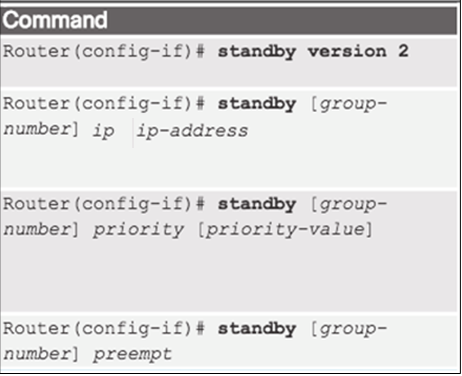 Command
Router(config-if)# standby version 2
Router(config-if)# standby [group-
number] ip ip-address
Router(config-if)# standby [group-
number] priority [priority-value]
Router(config-if)# standby [group-
number] preempt